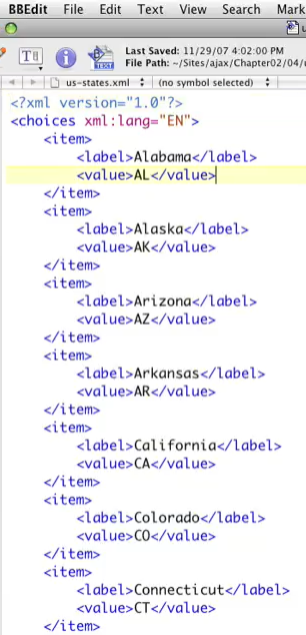 BBEdit File Edit Text View Search Mark
Last Saved: 11/29/07 4:02:00 PM
File Path: ~/Sites/ajax/Chapter02/04/
us-states.xml (no symbol selected)
<?xml version="1.0"?>
<choices xml:lang="EN">
<item>
<label>Alabama</label>
<value>AL</value>
</item>
<item>
<label>Alaska</label>
<value>AK</value>
</item>
<item>
<label>Arizona</label>
<value>AZ</value>
</item>
<item>
<label>Arkansas</label>
<value>AR</value>
</item>
<item>
<label>California</label>
<value>CA</value>
</item>
<item>
<label>Colorado</label>
<value>CO</value>
</item>
<item>
<label>Connecticut</label>
<value>CT</value>
</item>